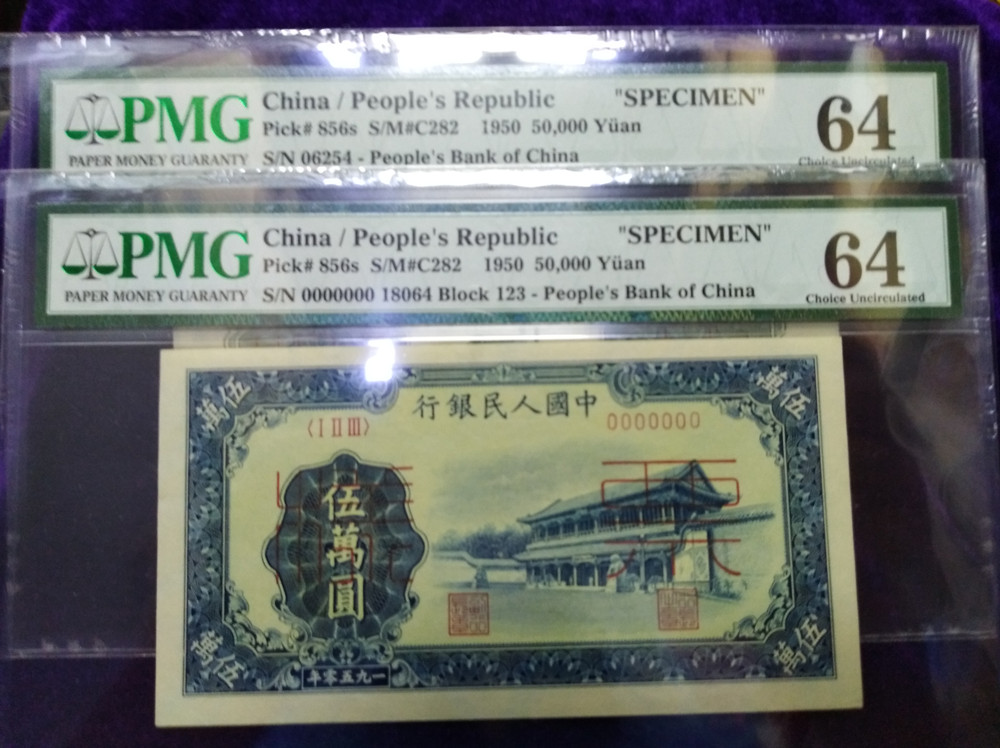 PMG
PAPER MONEY GUARANTY
China / People's Republic "SPECIMEN"
Pick# 856s S/M#C282 1950 50,000 Yüan
S/N 06254 - People's Bank of China
64
Choice Uncirculated
PMG
PAPER MONEY GUARANTY
China / People's Republic "SPECIMEN"
Pick# 856s S/M#C282 1950 50,000 Yüan
S/N 0000000 18064 Block 123 - People's Bank of China
64
Choice Uncirculated
伍萬
伍萬
中國人民銀行
〈I II III〉
0000000
伍萬圓
伍萬
伍萬
一九五零年